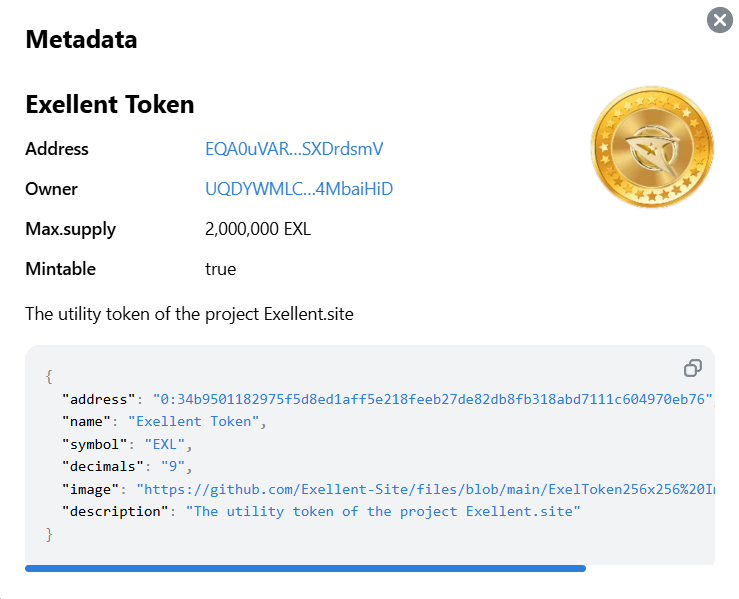 Metadata
Exellent Token
Address EQA0uVAR...SXDrdsmV
Owner UQDYWMLC...4MbaiHiD
Max.supply 2,000,000 EXL
Mintable true
The utility token of the project Exellent.site
{
"address": "0:34b9501182975f5d8ed1aff5e218feeb27de82db8fb318abd7111c604970eb76"
"name": "Exellent Token",
"symbol": "EXL",
"decimals": "9",
"image": "https://github.com/Exellent-Site/files/blob/main/ExelToken256x256%20I
"description": "The utility token of the project Exellent.site"
}